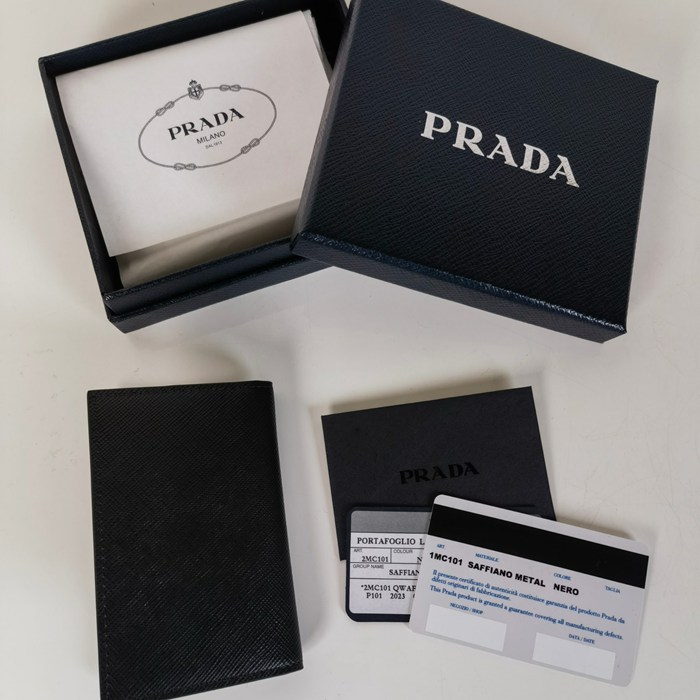 PRADA
MILANO
DAL 1913
PRADA
PRADA
PORTAFOGLIO L
ART. COLOUR
2MC101 N
GROUP NAME
SAFFIAN
*2MC101 QWAF
P101 2023
ART. MATERIALE COLORE TAGLIA
1MC101 SAFFIANO METAL NERO
Il presente certificato di autenticità costituisce garanzia del prodotto Prada da
difetti originari di fabbricazione.
This Prada product is granted a guarantee covering all manufacturing defects.
NEGOZIO / SHOP
DATA / DATE